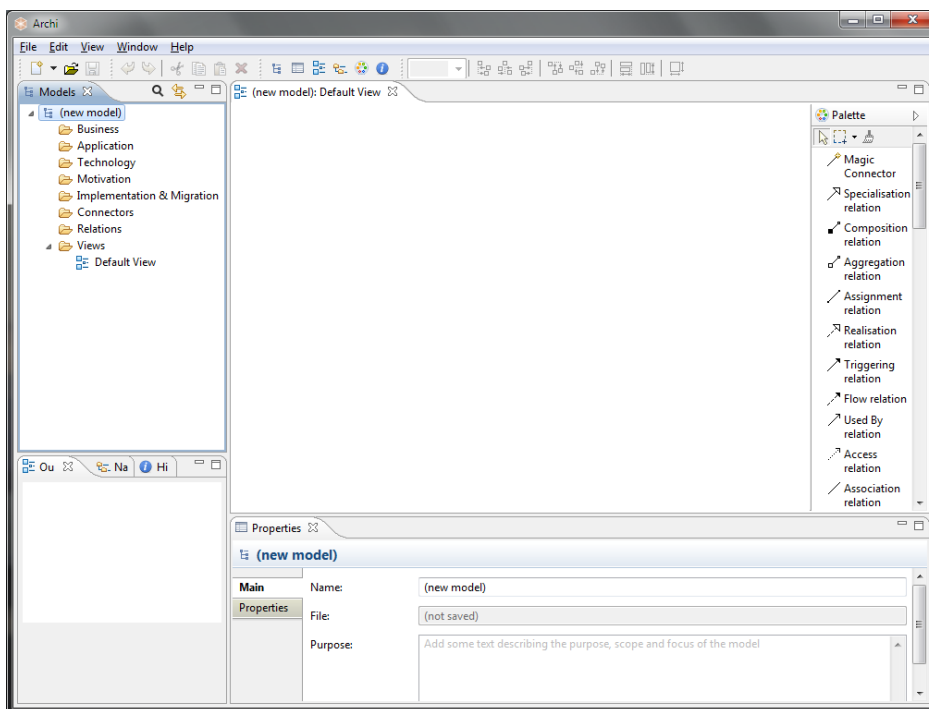 Archi
File Edit View Window Help
Models
(new model): Default View
(new model)
Business
Application
Technology
Motivation
Implementation & Migration
Connectors
Relations
Views
Default View
Palette
Magic
Connector
Specialisation
relation
Composition
relation
Aggregation
relation
Assignment
relation
Realisation
relation
Triggering
relation
Flow relation
Used By
relation
Access
relation
Association
relation
Ou Na Hi
Properties
(new model)
Main
Properties
Name: (new model)
File: (not saved)
Purpose: Add some text describing the purpose, scope and focus of the model